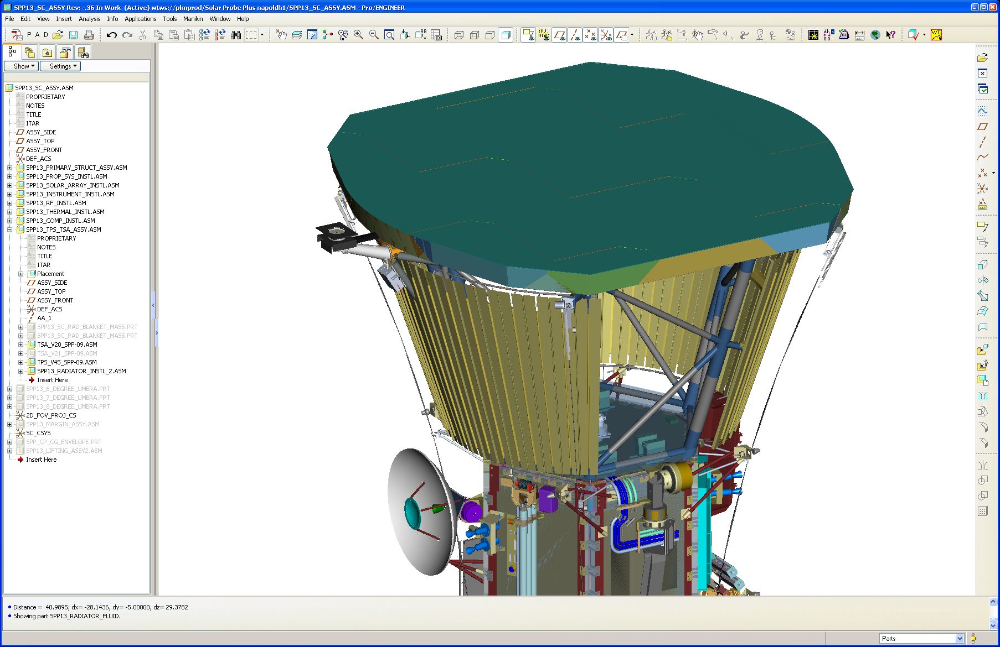 SPP13_SC_ASSY Rev: -.36 In Work (Active) wtws://plmprod/Solar Probe Plus napoldh1/SPP13_SC_ASSY.ASM - Pro/ENGINEER
File Edit View Insert Analysis Info Applications Tools Manikin Window Help
P A D
Show Settings
SPP13_SC_ASSY.ASM
PROPRIETARY
NOTES
TITLE
ITAR
ASSY_SIDE
ASSY_TOP
ASSY_FRONT
DEF_ACS
SPP13_PRIMARY_STRUCT_ASSY.ASM
SPP13_PROP_SYS_INSTL.ASM
SPP13_SOLAR_ARRAY_INSTL.ASM
SPP13_INSTRUMENT_INSTL.ASM
SPP13_RF_INSTL.ASM
SPP13_THERMAL_INSTL.ASM
SPP13_COMP_INSTL.ASM
SPP13_TPS_TSA_ASSY.ASM
PROPRIETARY
NOTES
TITLE
ITAR
Placement
ASSY_SIDE
ASSY_TOP
ASSY_FRONT
DEF_ACS
AA_1
SPP13_SC_RAD_BLANKET_MASS.PRT
SPP13_SC_RAD_BLANKET_MASS.PRT
TSA_V20_SPP-09.ASM
TSA_V21_SPP-09.ASM
TPS_V45_SPP-09.ASM
SPP13_RADIATOR_INSTL_2.ASM
Insert Here
SPP13_6_DEGREE_UMBRA.PRT
SPP13_7_DEGREE_UMBRA.PRT
SPP13_8_DEGREE_UMBRA.PRT
2D_FOV_PROJ_CS
SPP13_MARGIN_ASSY.ASM
SC_CSYS
SPP_CP_CG_ENVELOPE.PRT
SPP13_LIFTING_ASSY2.ASM
Insert Here
Distance = 40.9895; dx= -28.1436, dy= -5.00000, dz= 29.3782
Showing part SPP13_RADIATOR_FLUID.
Parts